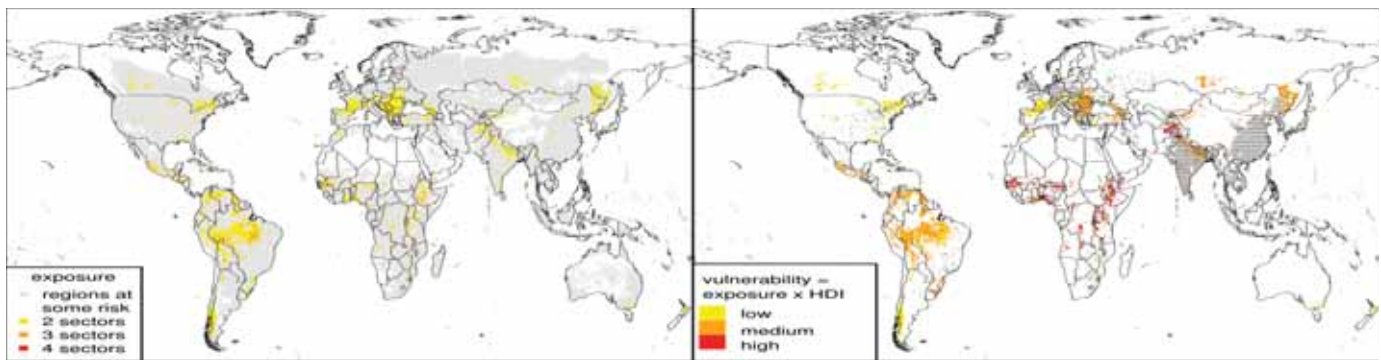 exposure
regions at
some risk
2 sectors
3 sectors
4 sectors
vulnerability =
exposure x HDI
low
medium
high